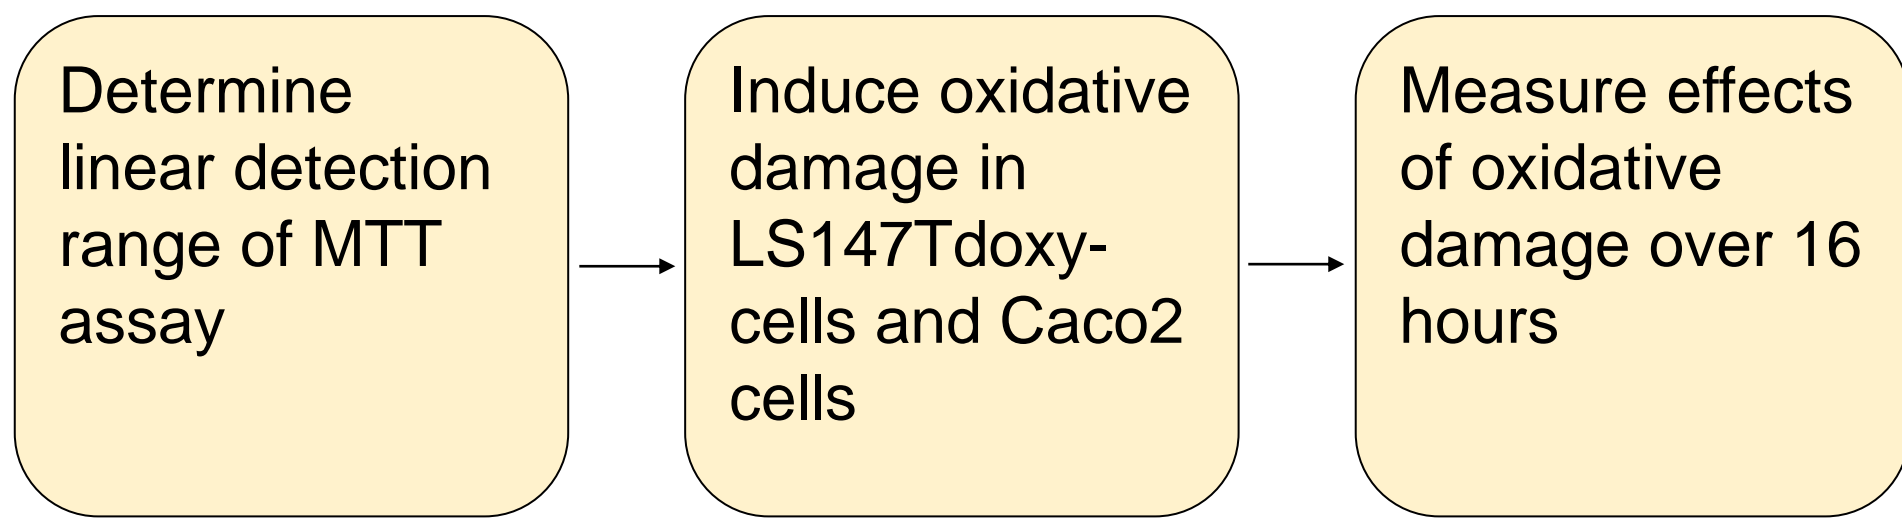 Determine
linear detection
range of MTT
assay
Induce oxidative
damage in
LS147Tdoxy-
cells and Caco2
cells
Measure effects
of oxidative
damage over 16
hours